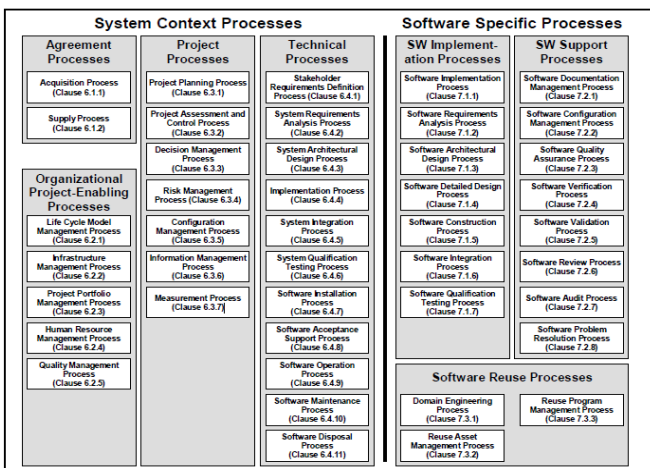 System Context Processes
Software Specific Processes
Agreement
Processes
Acquisition Process
(Clause 6.1.1)
Supply Process
(Clause 6.1.2)
Organizational
Project-Enabling
Processes
Life Cycle Model
Management Process
(Clause 6.2.1)
Infrastructure
Management Process
(Clause 6.2.2)
Project Portfolio
Management Process
(Clause 6.2.3)
Human Resource
Management Process
(Clause 6.2.4)
Quality Management
Process
(Clause 6.2.5)
Project
Processes
Project Planning Process
(Clause 6.3.1)
Project Assessment and
Control Process
(Clause 6.3.2)
Decision Management
Process
(Clause 6.3.3)
Risk Management
Process (Clause 6.3.4)
Configuration
Management Process
(Clause 6.3.5)
Information Management
Process
(Clause 6.3.6)
Measurement Process
(Clause 6.3.7)
Technical
Processes
Stakeholder
Requirements Definition
Process (Clause 6.4.1)
System Requirements
Analysis Process
(Clause 6.4.2)
System Architectural
Design Process
(Clause 6.4.3)
Implementation Process
(Clause 6.4.4)
System Integration
Process
(Clause 6.4.5)
System Qualification
Testing Process
(Clause 6.4.6)
Software Installation
Process
(Clause 6.4.7)
Software Acceptance
Support Process
(Clause 6.4.8)
Software Operation
Process
(Clause 6.4.9)
Software Maintenance
Process
(Clause 6.4.10)
Software Disposal
Process
(Clause 6.4.11)
SW Implement-
ation Processes
Software Implementation
Process
(Clause 7.1.1)
Software Requirements
Analysis Process
(Clause 7.1.2)
Software Architectural
Design Process
(Clause 7.1.3)
Software Detailed Design
Process
(Clause 7.1.4)
Software Construction
Process
(Clause 7.1.5)
Software Integration
Process
(Clause 7.1.6)
Software Qualification
Testing Process
(Clause 7.1.7)
SW Support
Processes
Software Documentation
Management Process
(Clause 7.2.1)
Software Configuration
Management Process
(Clause 7.2.2)
Software Quality
Assurance Process
(Clause 7.2.3)
Software Verification
Process
(Clause 7.2.4)
Software Validation
Process
(Clause 7.2.5)
Software Review Process
(Clause 7.2.6)
Software Audit Process
(Clause 7.2.7)
Software Problem
Resolution Process
(Clause 7.2.8)
Software Reuse Processes
Domain Engineering
Process
(Clause 7.3.1)
Reuse Asset
Management Process
(Clause 7.3.2)
Reuse Program
Management Process
(Clause 7.3.3)